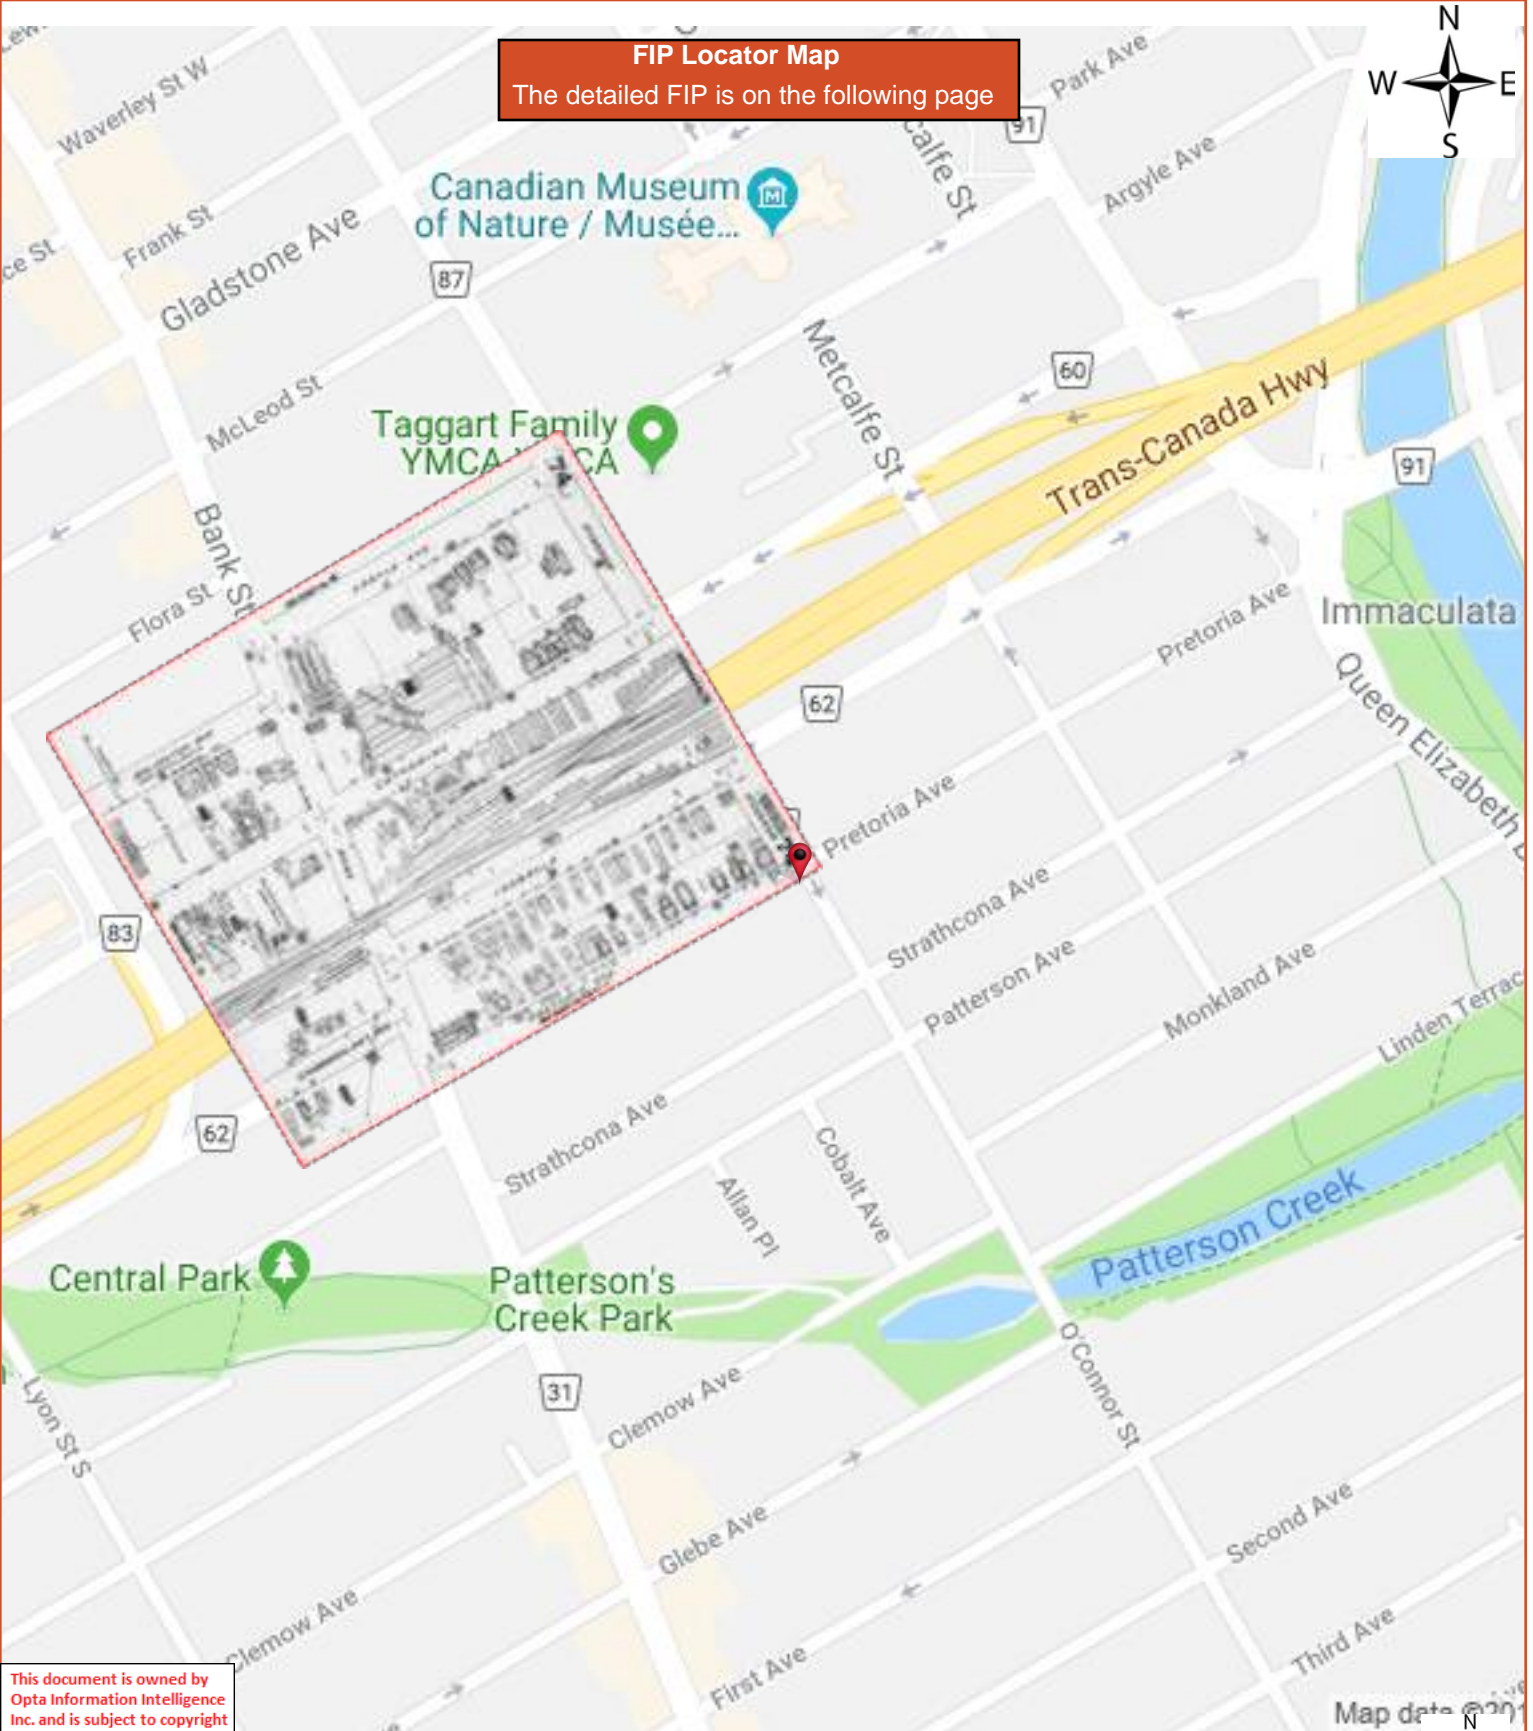 N
FIP Locator Map
The detailed FIP is on the following page
W
E
S
Park Ave
91
Waverley St W
Argyle Ave
Canadian Museum
of Nature / Musée...
Frank St
Gladstone Ave
87
Metcalfe St
60
McLeod St
Trans-Canada Hwy
Taggart Family
91
Bank St
Flora St
Immaculata
Pretoria Ave
62
Queen Elizabeth
Pretoria Ave
Strathcona Ave
83
Patterson Ave
Monkland Ave
Linden Terrac
62
Strathcona Ave
Cobalt Ave
Allan Pl
Patterson Creek
Central Park
Patterson's
Creek Park
O'Connor St
31
Lyon St S
Clemow Ave
Glebe Ave
Second Ave
Clemow Ave
Third Ave
First Ave
This document is owned by
Opta Information Intelligence
Inc. and is subject to copyright
Map data ©201
N